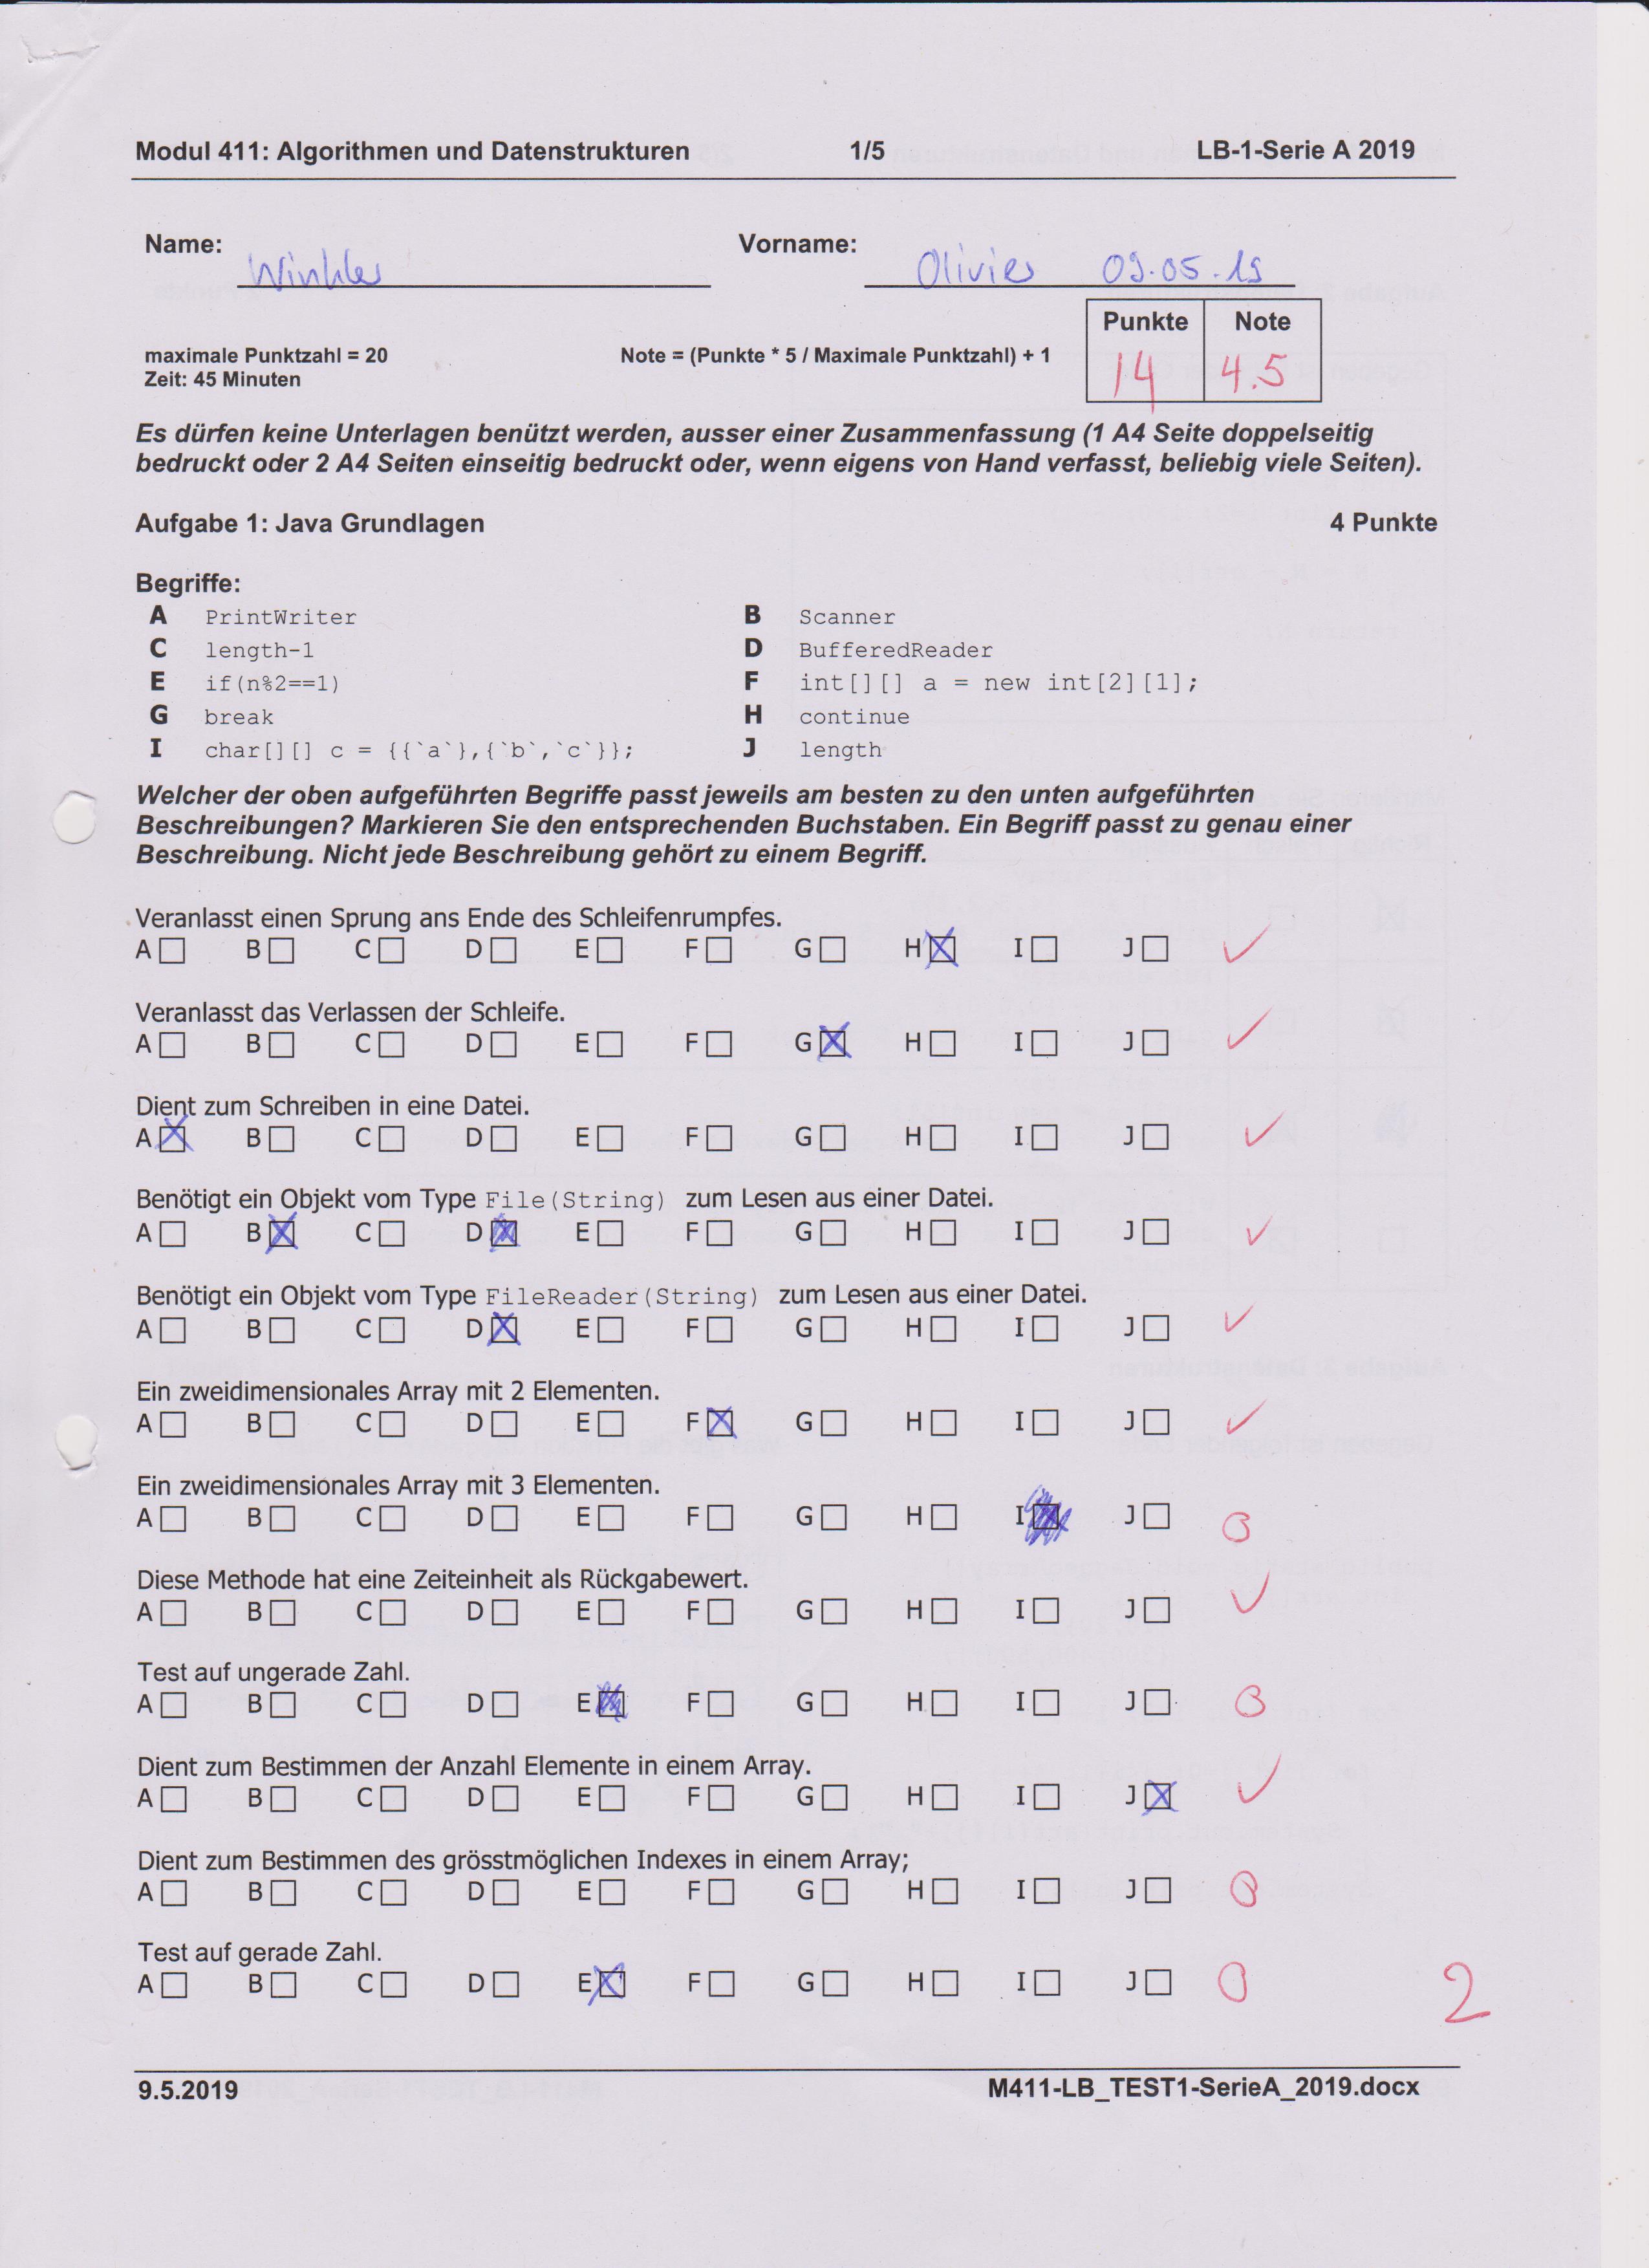 Modul 411: Algorithmen und Datenstrukturen 1/5 LB-1-Serie A 2019
Name: Winkler Vorname: Olivier 09.05.19
Punkte Note
maximale Punktzahl = 20 Note = (Punkte * 5 / Maximale Punktzahl) + 1 14 4.5
Zeit: 45 Minuten
Es dürfen keine Unterlagen benützt werden, ausser einer Zusammenfassung (1 A4 Seite doppelseitig
bedruckt oder 2 A4 Seiten einseitig bedruckt oder, wenn eigens von Hand verfasst, beliebig viele Seiten).
Aufgabe 1: Java Grundlagen 4 Punkte
Begriffe:
A PrintWriter B Scanner
C length-1 D BufferedReader
E if(n%2==1) F int[][] a = new int[2][1];
G break H continue
I char[][] c = {{`a`},{`b`,`c`}}; J length
Welcher der oben aufgeführten Begriffe passt jeweils am besten zu den unten aufgeführten
Beschreibungen? Markieren Sie den entsprechenden Buchstaben. Ein Begriff passt zu genau einer
Beschreibung. Nicht jede Beschreibung gehört zu einem Begriff.
Veranlasst einen Sprung ans Ende des Schleifenrumpfes.
A B C D E F G H I J
Veranlasst das Verlassen der Schleife.
A B C D E F G H I J
Dient zum Schreiben in eine Datei.
A B C D E F G H I J
Benötigt ein Objekt vom Type File(String) zum Lesen aus einer Datei.
A B C D E F G H I J
Benötigt ein Objekt vom Type FileReader(String) zum Lesen aus einer Datei.
A B C D E F G H I J
Ein zweidimensionales Array mit 2 Elementen.
A B C D E F G H I J
Ein zweidimensionales Array mit 3 Elementen.
A B C D E F G H I J
Diese Methode hat eine Zeiteinheit als Rückgabewert.
A B C D E F G H I J
Test auf ungerade Zahl.
A B C D E F G H I J
Dient zum Bestimmen der Anzahl Elemente in einem Array.
A B C D E F G H I J
Dient zum Bestimmen des grösstmöglichen Indexes in einem Array;
A B C D E F G H I J
Test auf gerade Zahl.
A B C D E F G H I J 2
9.5.2019 M411-LB_TEST1-SerieA_2019.docx